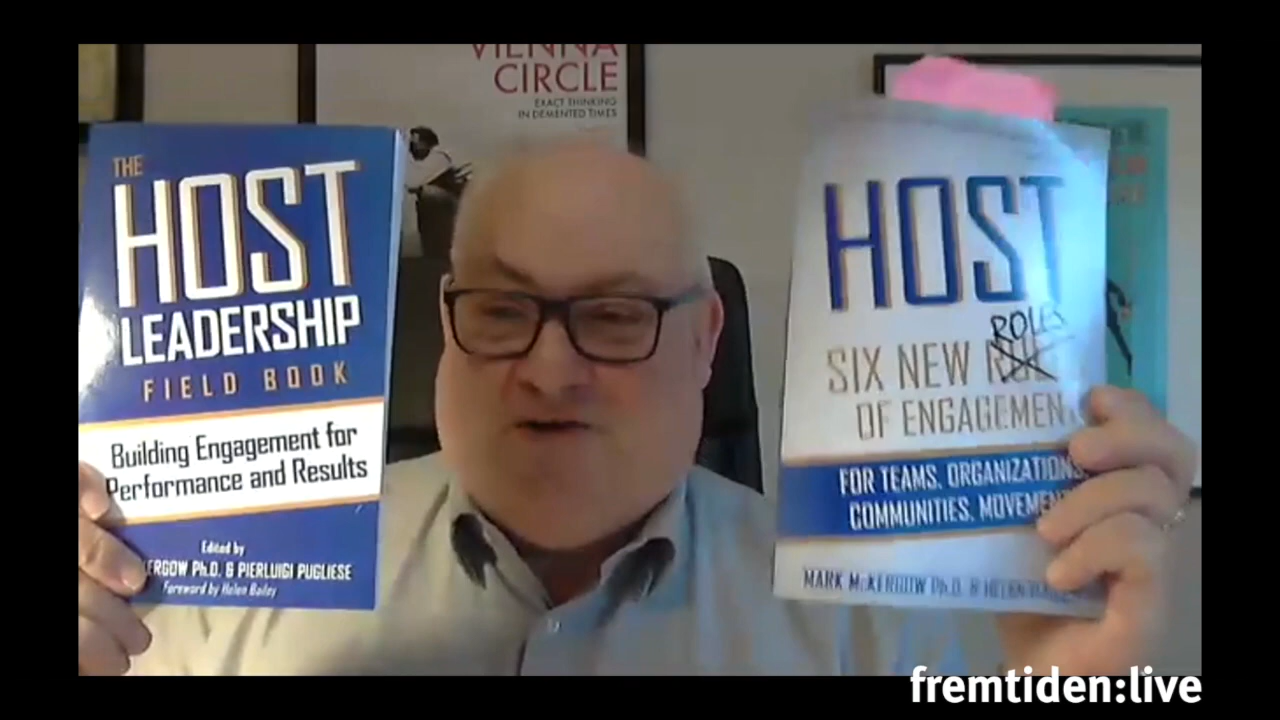 VIENNA
CIRCLE
EXACT THINKING
IN DEMENTED TIMES
THE
HOST
LEADERSHIP
FIELD BOOK
Building Engagement for
Performance and Results
Edited by
PH.D. & PIERLUIGI PUGLIESE
Foreword by Helen Bailey
HOST
ROLES
SIX NEW
OF ENGAGEMENT
FOR TEAMS, ORGANIZATIONS,
COMMUNITIES, MOVEMENTS
MARK MCKERGOW PH.D. & HELEN
fremtiden:live